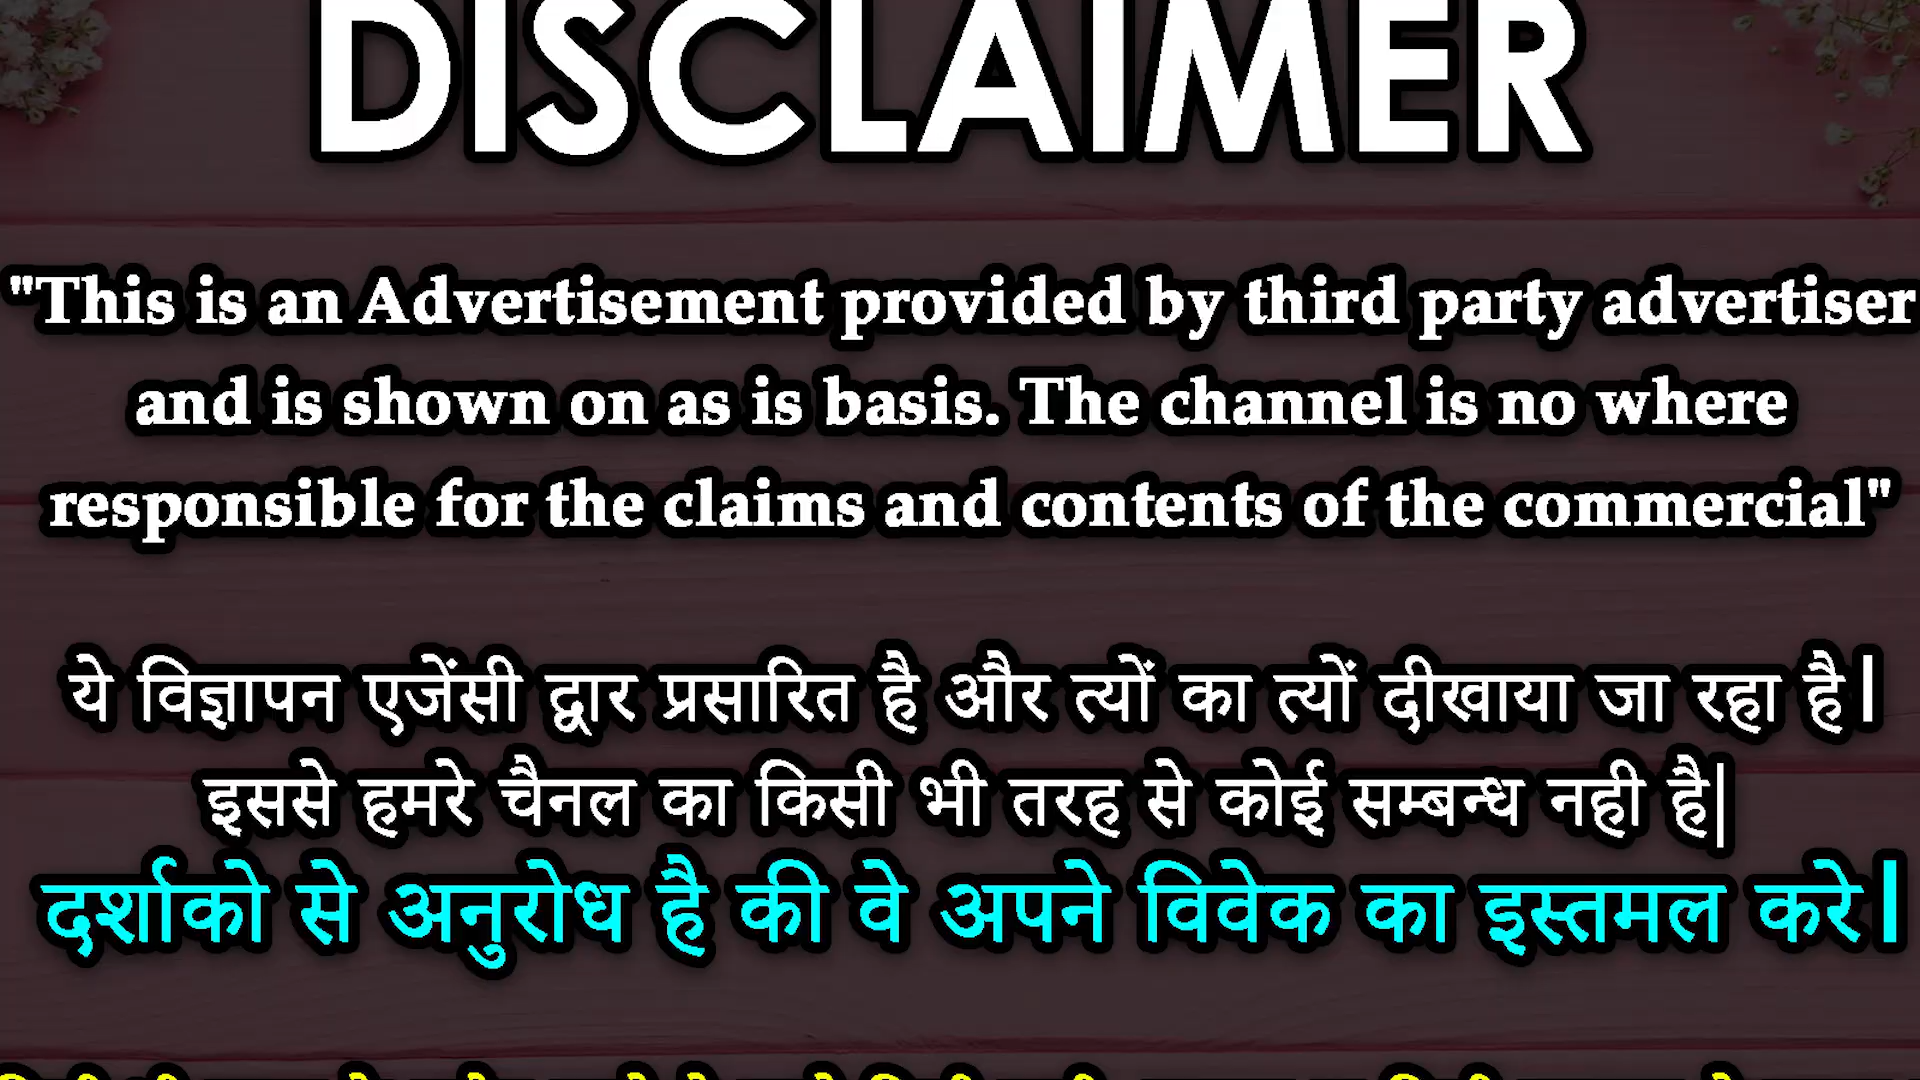 DISCLAIMER
"This is an Advertisement provided by third party advertiser
and is shown on as is basis. The channel is no where
responsible for the claims and contents of the commercial"
ये विज्ञापन एजेंसी द्वार प्रसारित है और त्यों का त्यों दीखाया जा रहा है।
इससे हमरे चैनल का किसी भी तरह से कोई सम्बन्ध नही है|
दर्शाको से अनुरोध है की वे अपने विवेक का इस्तमल करे।